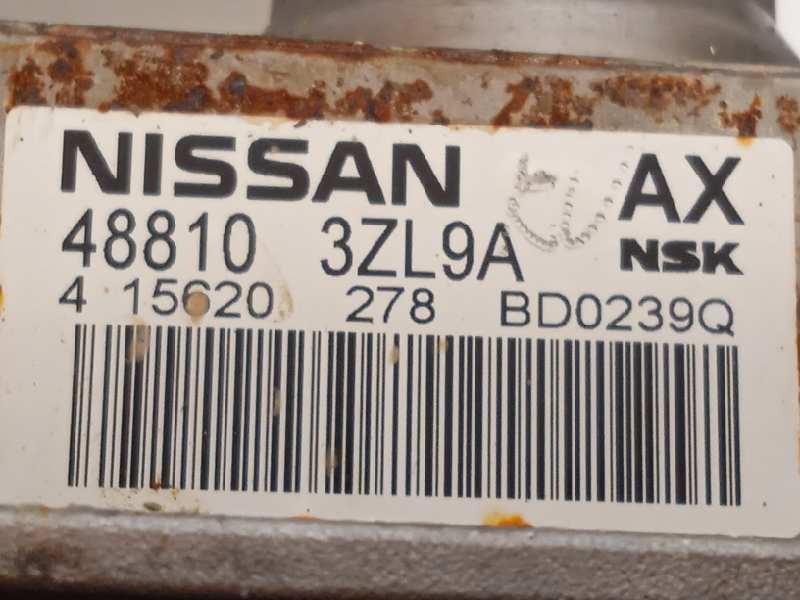 NISSAN AX
48810 3ZL9A NSK
4 15620 278 BD0239Q